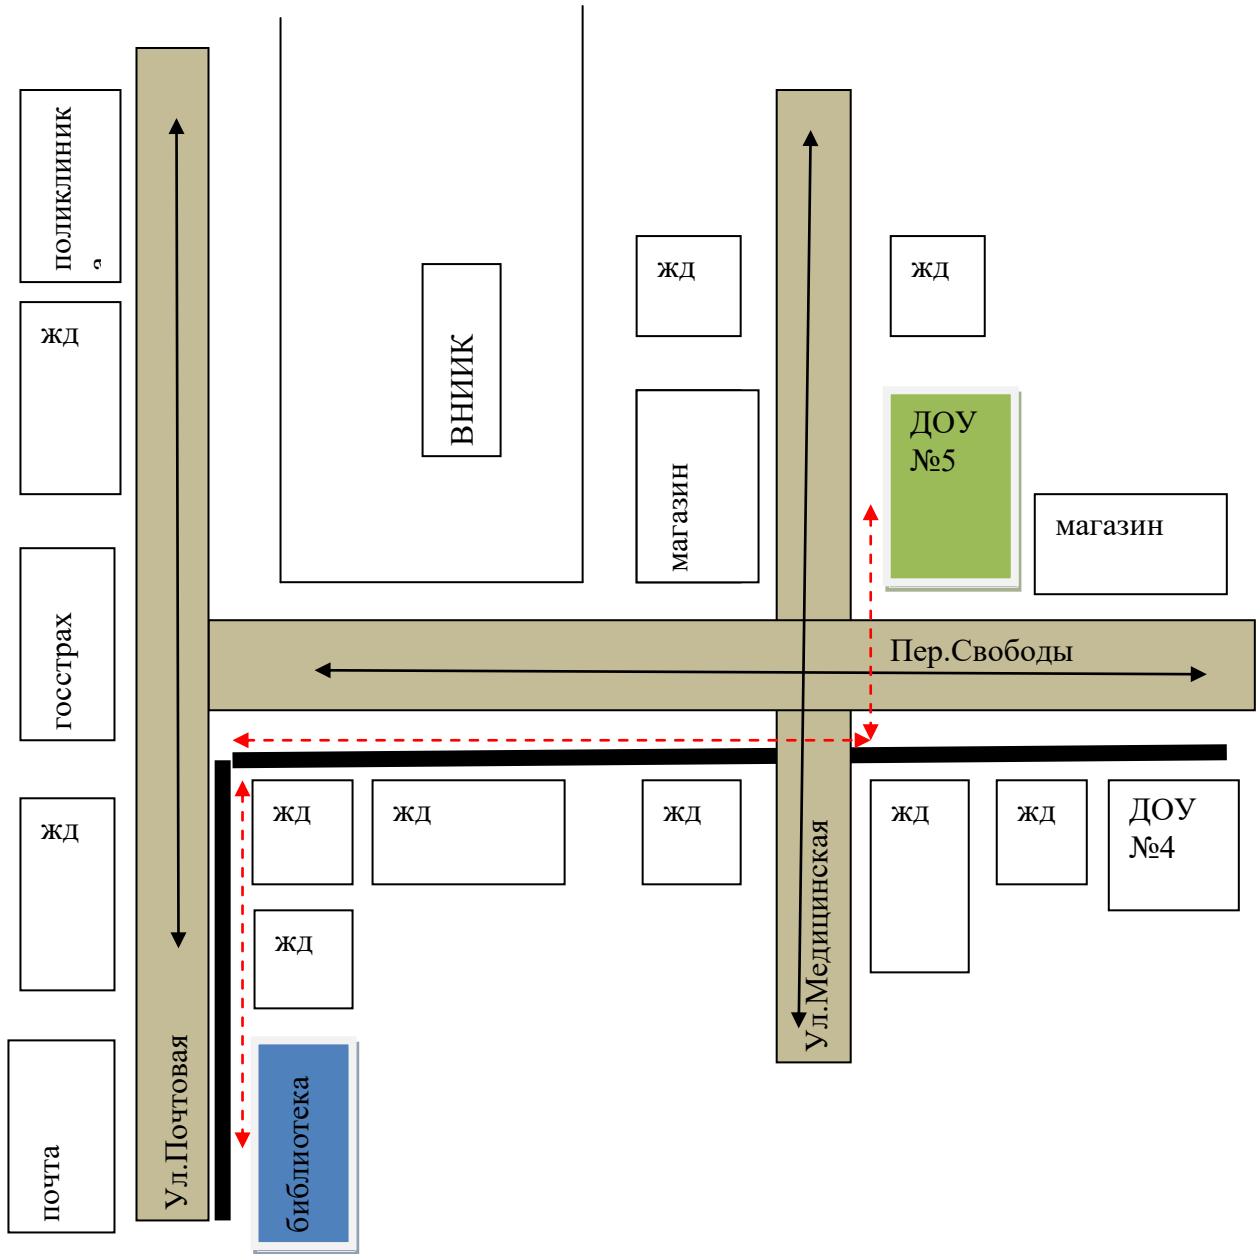 поликлиник
а
жд
жд
жд
ВНИИК
ДОУ
№5
магазин
магазин
госстрах
Пер.Свободы
жд
жд
жд
жд
жд
жд
ДОУ
№4
жд
Ул.Медицинская
Ул.Почтовая
библиотека
почта